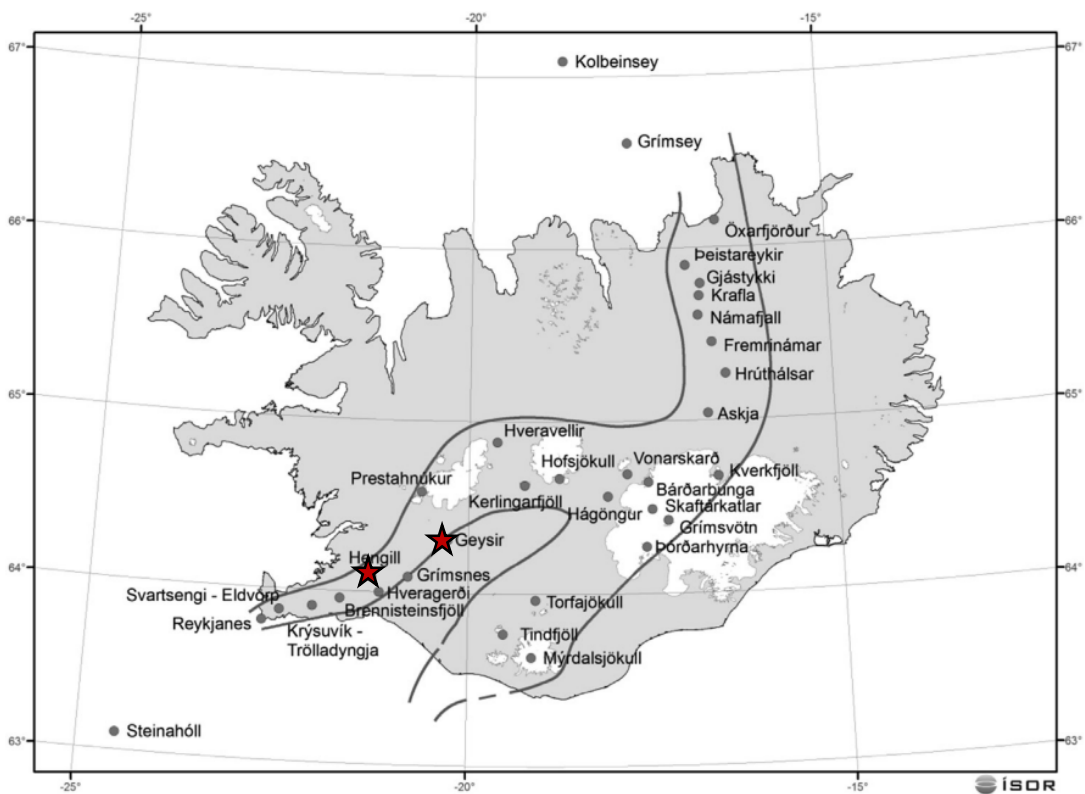 -25°
-20°
-15°
67°
67°
Kolbeinsey
Grímsey
66°
66°
Öxarfjörður
Þeistareykir
Gjástykki
Krafla
Námafjall
Fremrinámar
Hrúthálsar
65°
65°
Askja
Hveravellir
Hofsjökull
Vonarskarð
Kverkfjöll
Prestahnúkur
Kerlingarfjöll
Bárðarbunga
Hágöngur
Skaftárkatlar
Grímsvötn
Geysir
Þórðarhyrna
64°
64°
Hengill
Grímsnes
Hveragerði
Svartsengi - Eldvörp
Brennisteinsfjöll
Torfajökull
Reykjanes
Krýsuvík -
Trölladyngja
Tindfjöll
Mýrdalsjökull
Steinahóll
63°
63°
-25°
-20°
-15°
ÍSOR